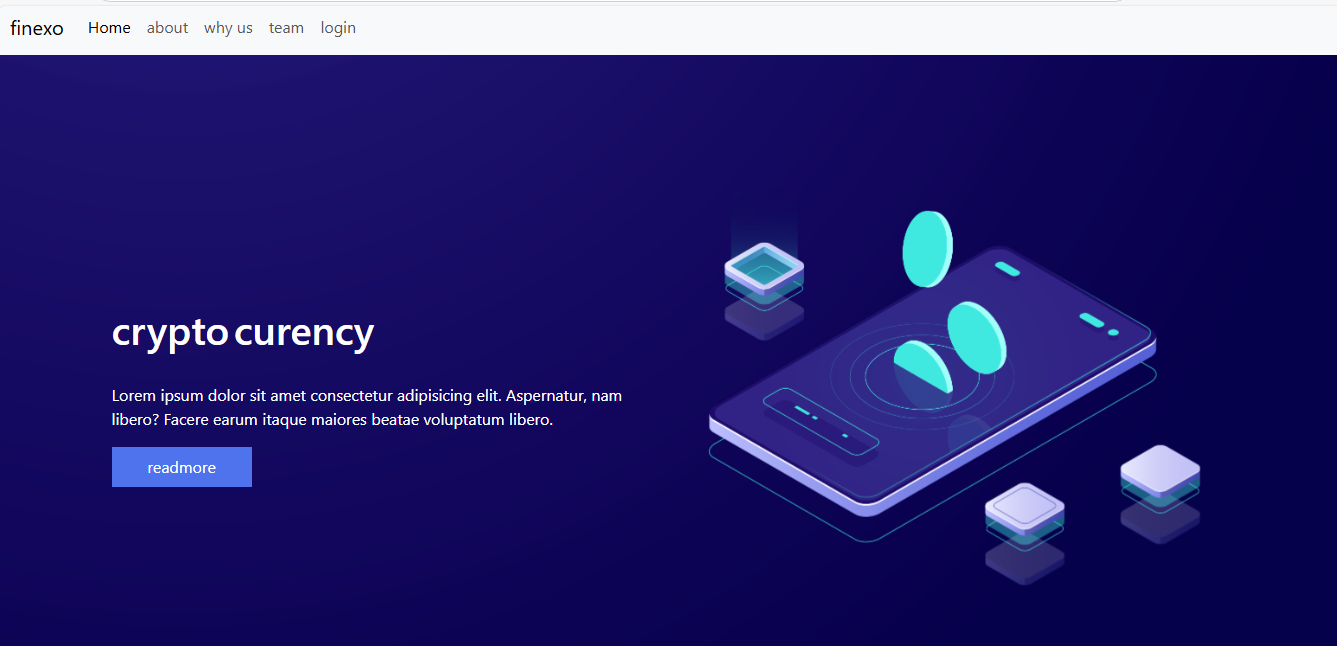 finexo Home about why us team login
crypto curency
Lorem ipsum dolor sit amet consectetur adipisicing elit. Aspernatur, nam
libero? Facere earum itaque maiores beatae voluptatum libero.
readmore